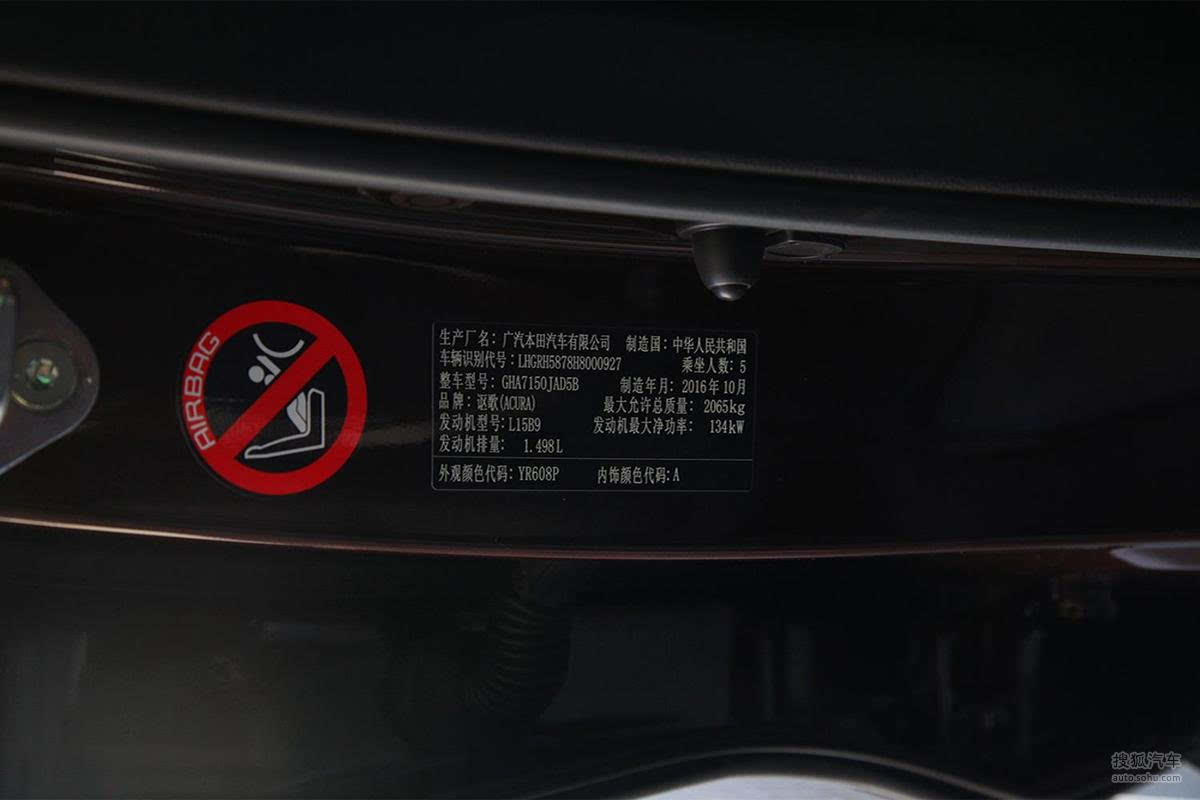 AIRBAG
生产厂名：广汽本田汽车有限公司 制造国：中华人民共和国
车辆识别代号：LHGRH5878H8000927 乘坐人数：5
整车型号：GHA7150JAD5B 制造年月：2016年10月
品牌：讴歌(ACURA) 最大允许总质量：2065kg
发动机型号：L15B9 发动机最大净功率：134kW
发动机排量：1.498L
外观颜色代码：YR608P 内饰颜色代码：A
搜狐汽车
auto.sohu.com